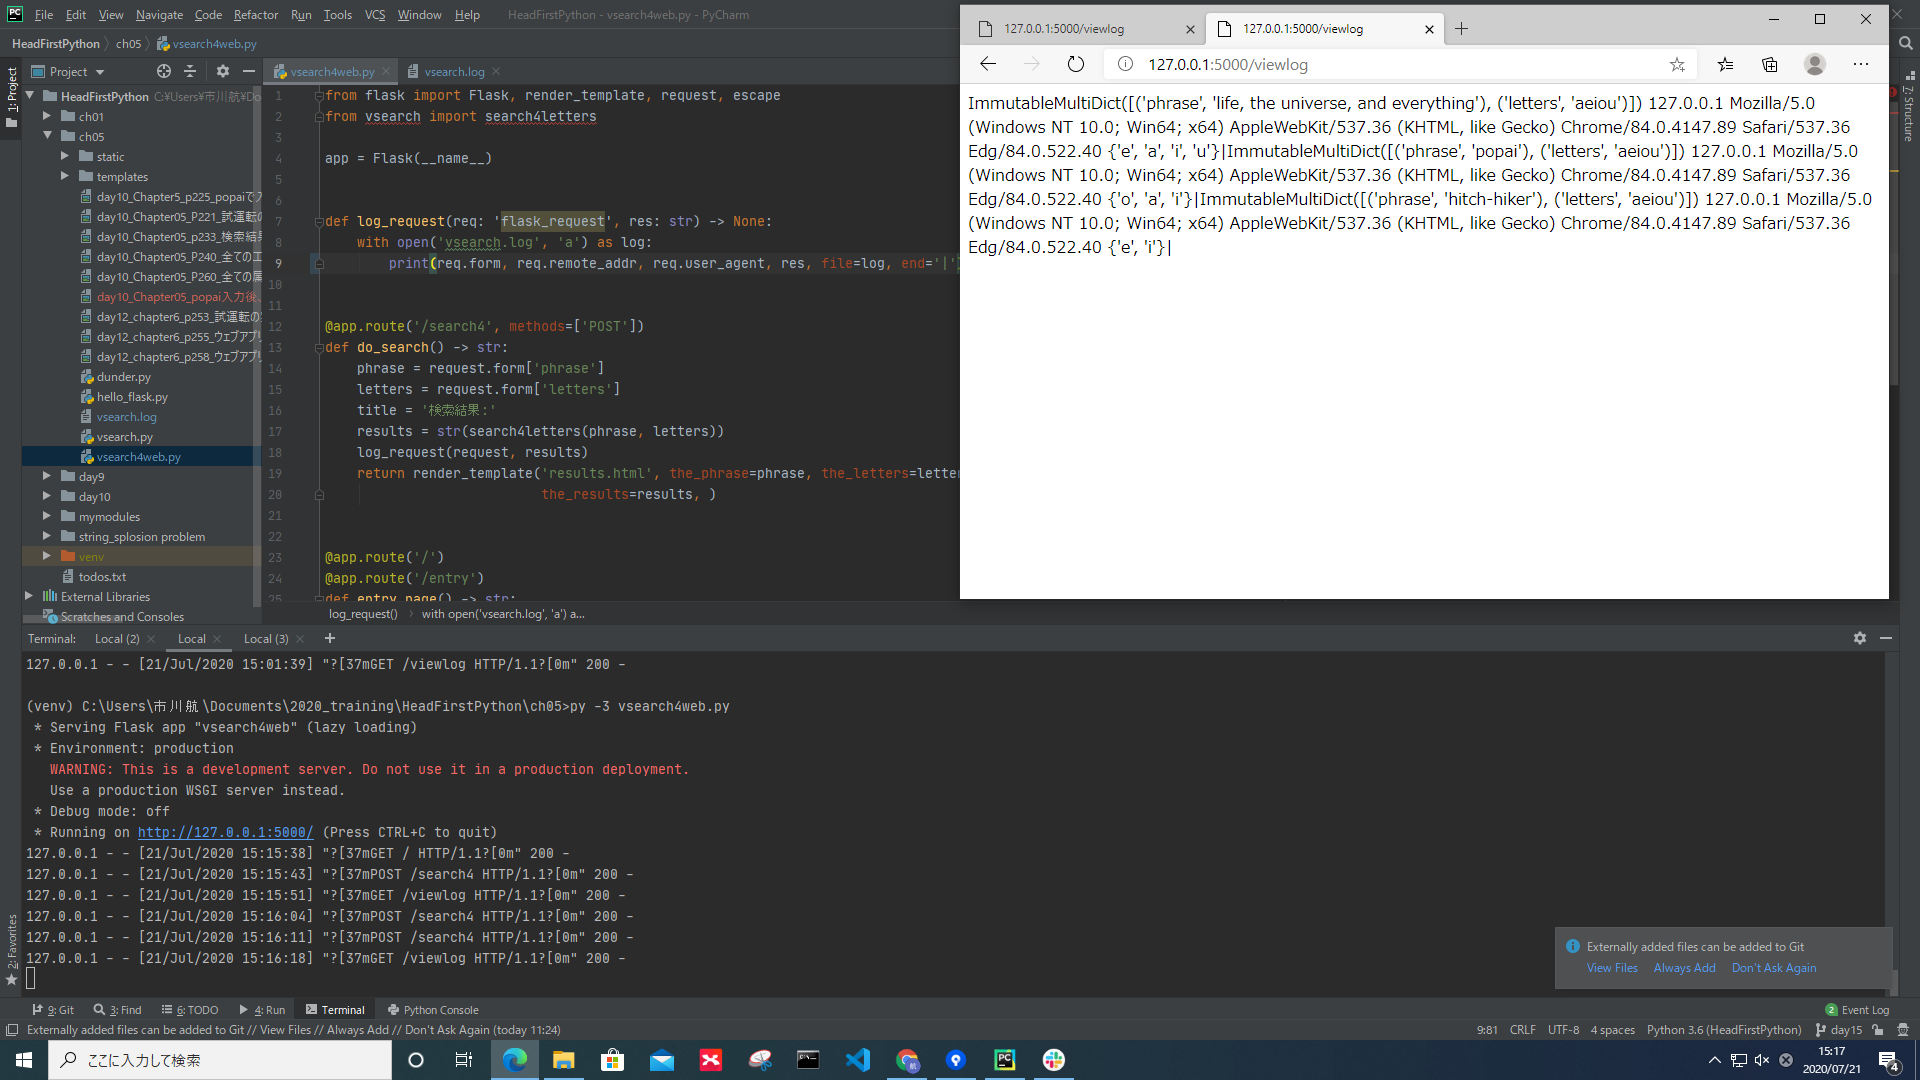 File Edit View Navigate Code Refactor Run Tools VCS Window Help HeadFirstPython - vsearch4web.py - PyCharm
HeadFirstPython ch05 vsearch4web.py
Project
vsearch4web.py
vsearch.log
1: Project
HeadFirstPython C:¥Users¥市川航¥Do
ch01
ch05
static
templates
day10_Chapter5_p225_popaiで入
day10_Chapter05_P221_試運転の
day10_Chapter05_p233_検索結果
day10_Chapter05_P240_全ての工
day10_Chapter05_P260_全ての属
day10_Chapter05_popai入力後、
day12_chapter6_p253_試運転の
day12_chapter6_p255_ウェブアプリ
day12_chapter6_p258_ウェブアプリ
dunder.py
hello_flask.py
vsearch.log
vsearch.py
vsearch4web.py
day9
day10
mymodules
string_splosion problem
venv
todos.txt
External Libraries
Scratches and Consoles
1 from flask import Flask, render_template, request, escape
2 from vsearch import search4letters
3
4 app = Flask(__name__)
5
6
7 def log_request(req: 'flask_request', res: str) -> None:
8 with open('vsearch.log', 'a') as log:
9 print(req.form, req.remote_addr, req.user_agent, res, file=log, end='|')
10
11
12 @app.route('/search4', methods=['POST'])
13 def do_search() -> str:
14 phrase = request.form['phrase']
15 letters = request.form['letters']
16 title = '検索結果：'
17 results = str(search4letters(phrase, letters))
18 log_request(request, results)
19 return render_template('results.html', the_phrase=phrase, the_letters=letter
20 the_results=results, )
21
22
23 @app.route('/')
24 @app.route('/entry')
25 def entry_page() -> str:
log_request() with open('vsearch.log', 'a') a...
127.0.0.1:5000/viewlog
127.0.0.1:5000/viewlog
127.0.0.1:5000/viewlog
ImmutableMultiDict([('phrase', 'life, the universe, and everything'), ('letters', 'aeiou')]) 127.0.0.1 Mozilla/5.0
(Windows NT 10.0; Win64; x64) AppleWebKit/537.36 (KHTML, like Gecko) Chrome/84.0.4147.89 Safari/537.36
Edg/84.0.522.40 {'e', 'a', 'i', 'u'}|ImmutableMultiDict([('phrase', 'popai'), ('letters', 'aeiou')]) 127.0.0.1 Mozilla/5.0
(Windows NT 10.0; Win64; x64) AppleWebKit/537.36 (KHTML, like Gecko) Chrome/84.0.4147.89 Safari/537.36
Edg/84.0.522.40 {'o', 'a', 'i'}|ImmutableMultiDict([('phrase', 'hitch-hiker'), ('letters', 'aeiou')]) 127.0.0.1 Mozilla/5.0
(Windows NT 10.0; Win64; x64) AppleWebKit/537.36 (KHTML, like Gecko) Chrome/84.0.4147.89 Safari/537.36
Edg/84.0.522.40 {'e', 'i'}|
7: Structure
Terminal: Local (2) Local Local (3)
127.0.0.1 - - [21/Jul/2020 15:01:39] "?[37mGET /viewlog HTTP/1.1?[0m" 200 -
(venv) C:\Users\市川航\Documents\2020_training\HeadFirstPython\ch05>py -3 vsearch4web.py
* Serving Flask app "vsearch4web" (lazy loading)
* Environment: production
WARNING: This is a development server. Do not use it in a production deployment.
Use a production WSGI server instead.
* Debug mode: off
* Running on http://127.0.0.1:5000/ (Press CTRL+C to quit)
127.0.0.1 - - [21/Jul/2020 15:15:38] "?[37mGET / HTTP/1.1?[0m" 200 -
127.0.0.1 - - [21/Jul/2020 15:15:43] "?[37mPOST /search4 HTTP/1.1?[0m" 200 -
127.0.0.1 - - [21/Jul/2020 15:15:51] "?[37mGET /viewlog HTTP/1.1?[0m" 200 -
127.0.0.1 - - [21/Jul/2020 15:16:04] "?[37mPOST /search4 HTTP/1.1?[0m" 200 -
127.0.0.1 - - [21/Jul/2020 15:16:11] "?[37mPOST /search4 HTTP/1.1?[0m" 200 -
127.0.0.1 - - [21/Jul/2020 15:16:18] "?[37mGET /viewlog HTTP/1.1?[0m" 200 -
2: Favorites
Externally added files can be added to Git
View Files Always Add Don't Ask Again
9: Git 3: Find 6: TODO 4: Run Terminal Python Console 2 Event Log
Externally added files can be added to Git // View Files // Always Add // Don't Ask Again (today 11:24) 9:81 CRLF UTF-8 4 spaces Python 3.6 (HeadFirstPython) day15
ここに入力して検索
15:17
2020/07/21
4